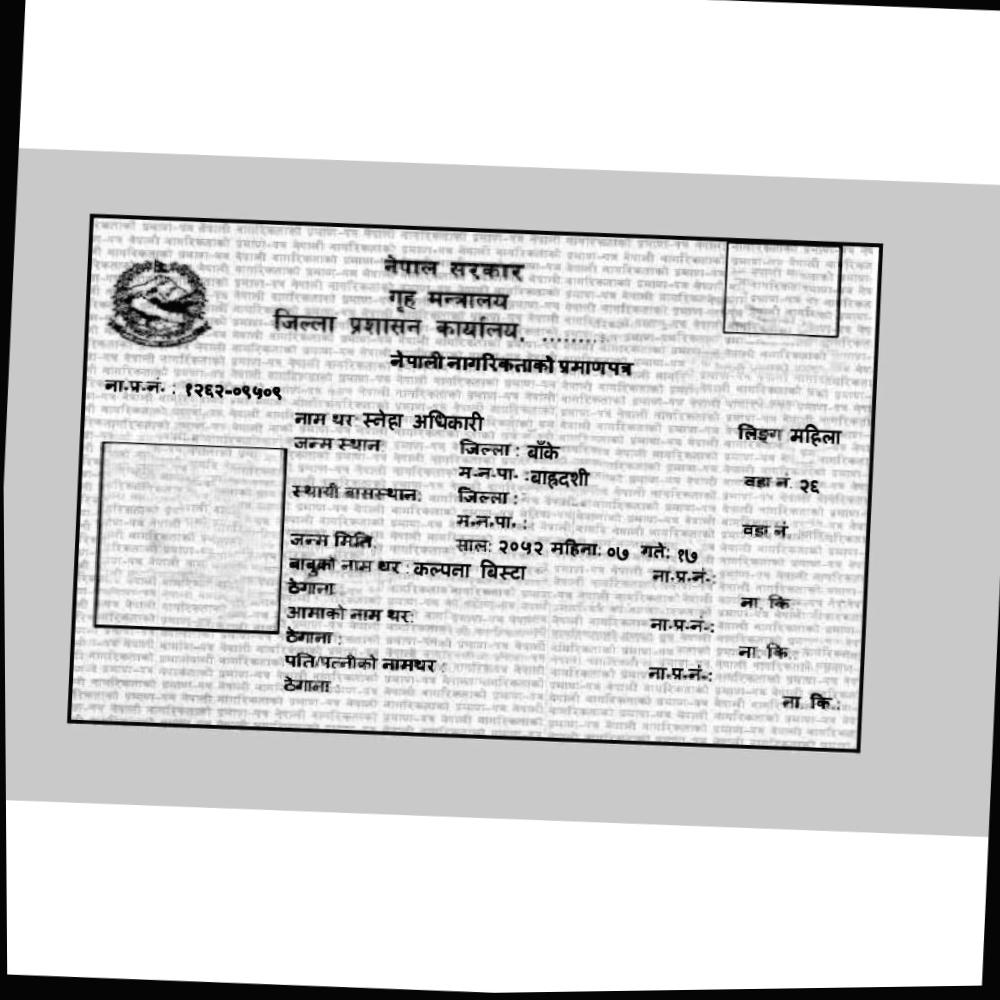 नेपाल सरकार
गृह मन्त्रालय
जिल्ला प्रशासन कार्यालय, ........
नेपाली नागरिकताको प्रमाणपत्र
ना.प्र.नं. : १२६२-०९५०९
नाम थर: स्नेहा अधिकारी लिङ्ग महिला
जन्म स्थान: जिल्ला : बाँके
म.न.पा. : बाह्रदशी वडा नं. २६
स्थायी बासस्थान: जिल्ला :
म.न.पा. : वडा नं.
जन्म मिति: साल: २०५२ महिना: ०७ गते: १७
बाबुको नाम थर : कल्पना बिस्टा ना.प्र.नं.:
ठेगाना : ना. कि.:
आमाको नाम थर: ना.प्र.नं.:
ठेगाना : ना. कि.:
पति/पत्नीको नामथर : ना.प्र.नं.:
ठेगाना : ना. कि.: